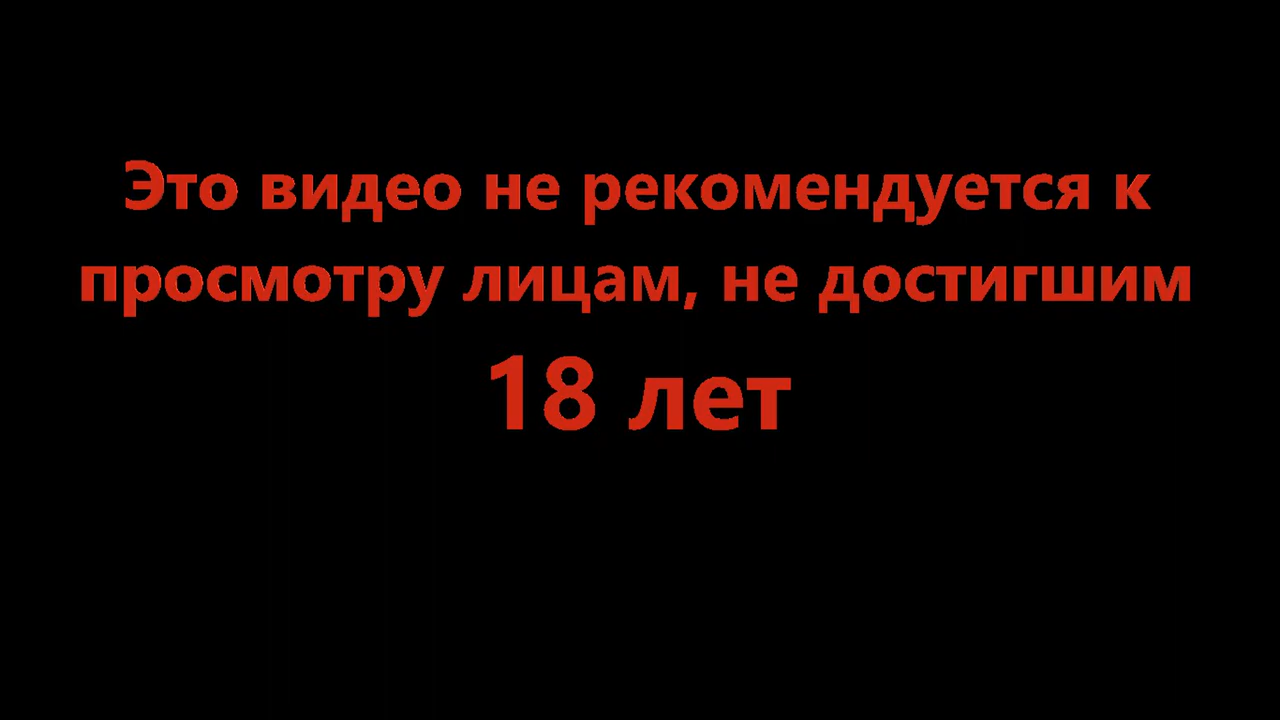 Это видео не рекомендуется к
просмотру лицам, не достигшим
18 лет